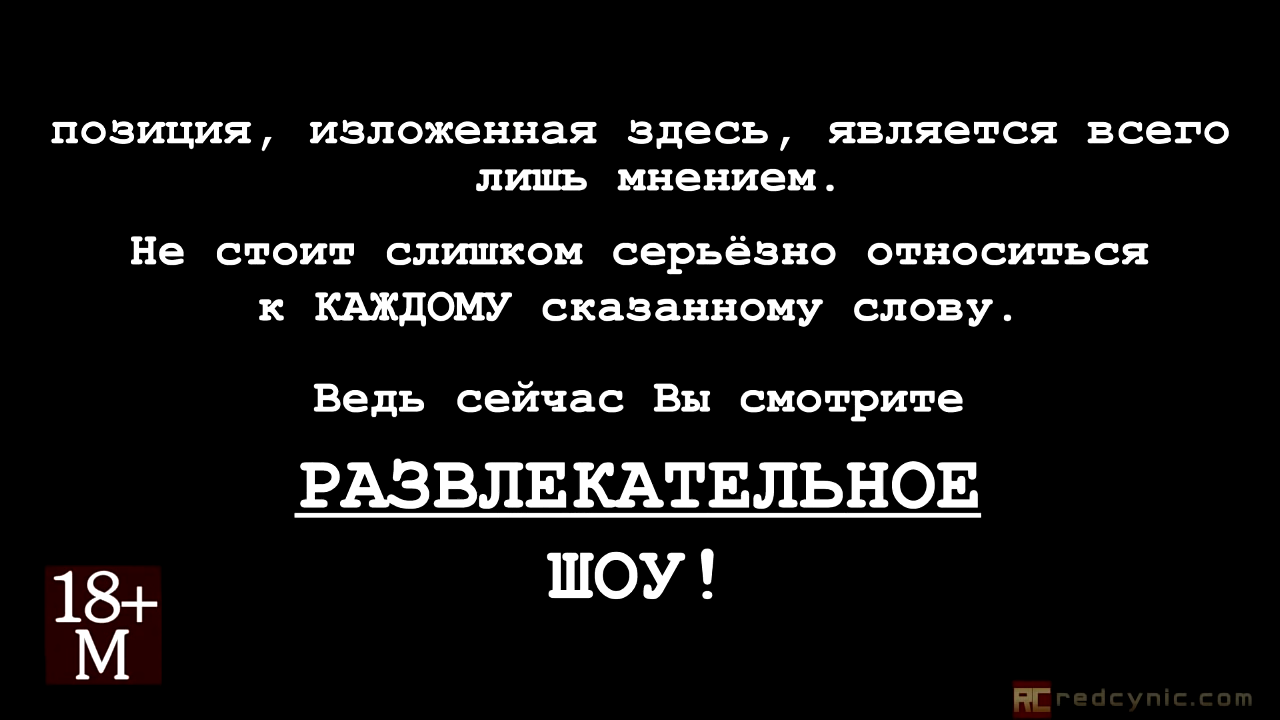 позиция, изложенная здесь, является всего
лишь мнением.
Не стоит слишком серьёзно относиться
к КАЖДОМУ сказанному слову.
Ведь сейчас Вы смотрите
РАЗВЛЕКАТЕЛЬНОЕ
ШОУ!
18+
М
RC redcynic.com